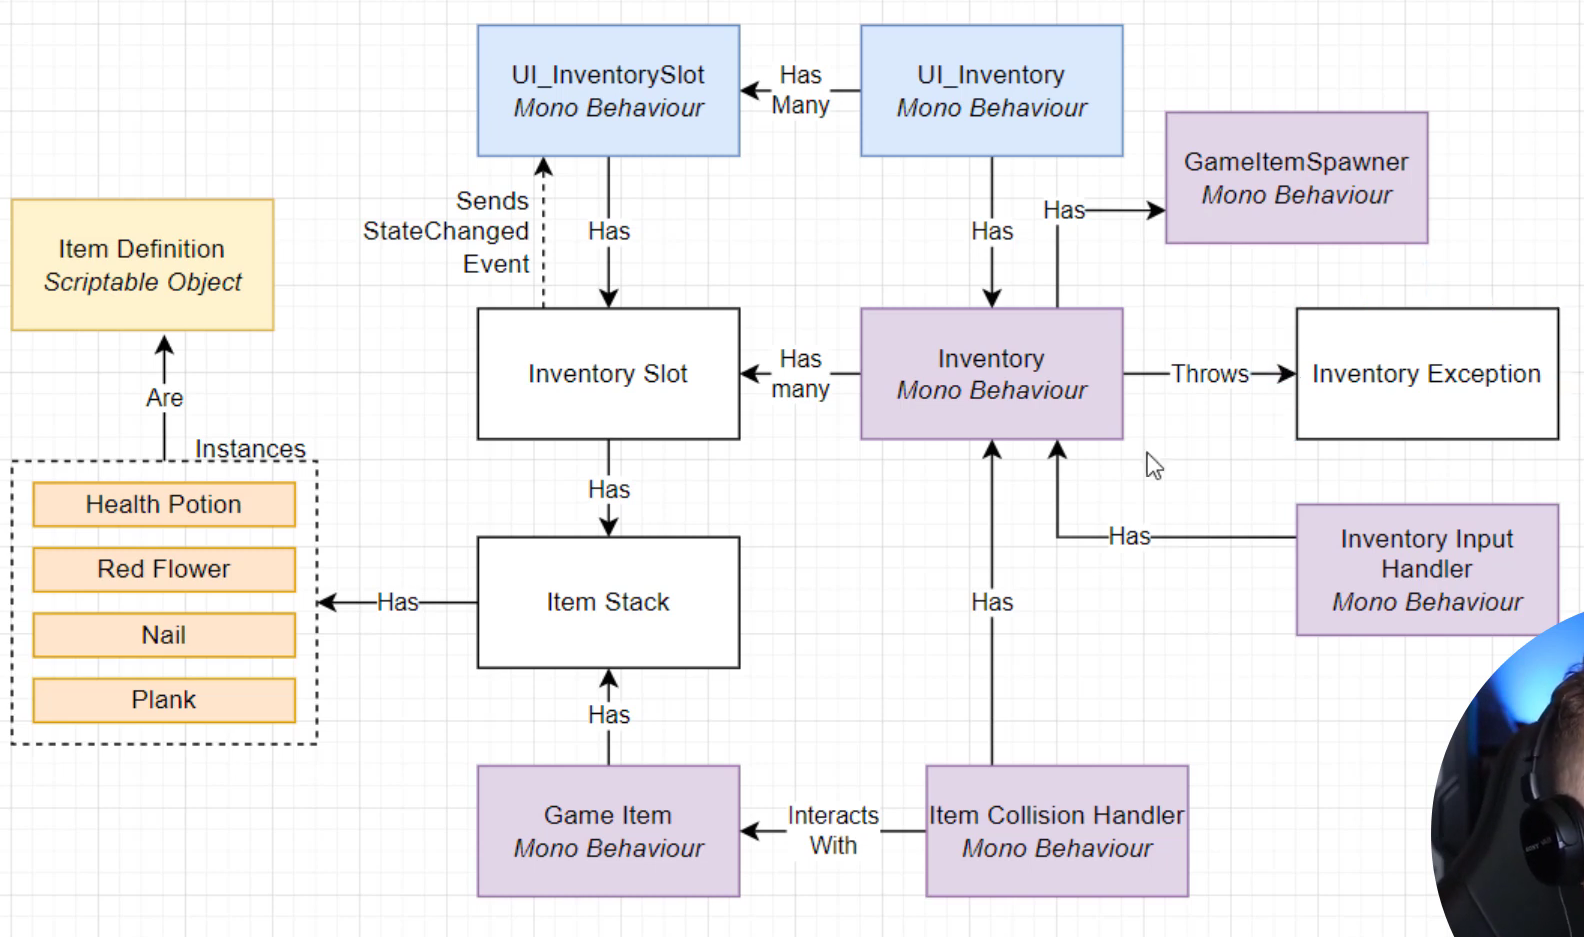 UI_InventorySlot
Mono Behaviour
Has
Many
UI_Inventory
Mono Behaviour
GameItemSpawner
Mono Behaviour
Sends
StateChanged
Event
Has
Has
Has
Item Definition
Scriptable Object
Are
Instances
Health Potion
Red Flower
Nail
Plank
Inventory Slot
Has
many
Inventory
Mono Behaviour
Throws
Inventory Exception
Has
Has
Inventory Input
Handler
Mono Behaviour
Has
Item Stack
Has
Has
Game Item
Mono Behaviour
Interacts
With
Item Collision Handler
Mono Behaviour